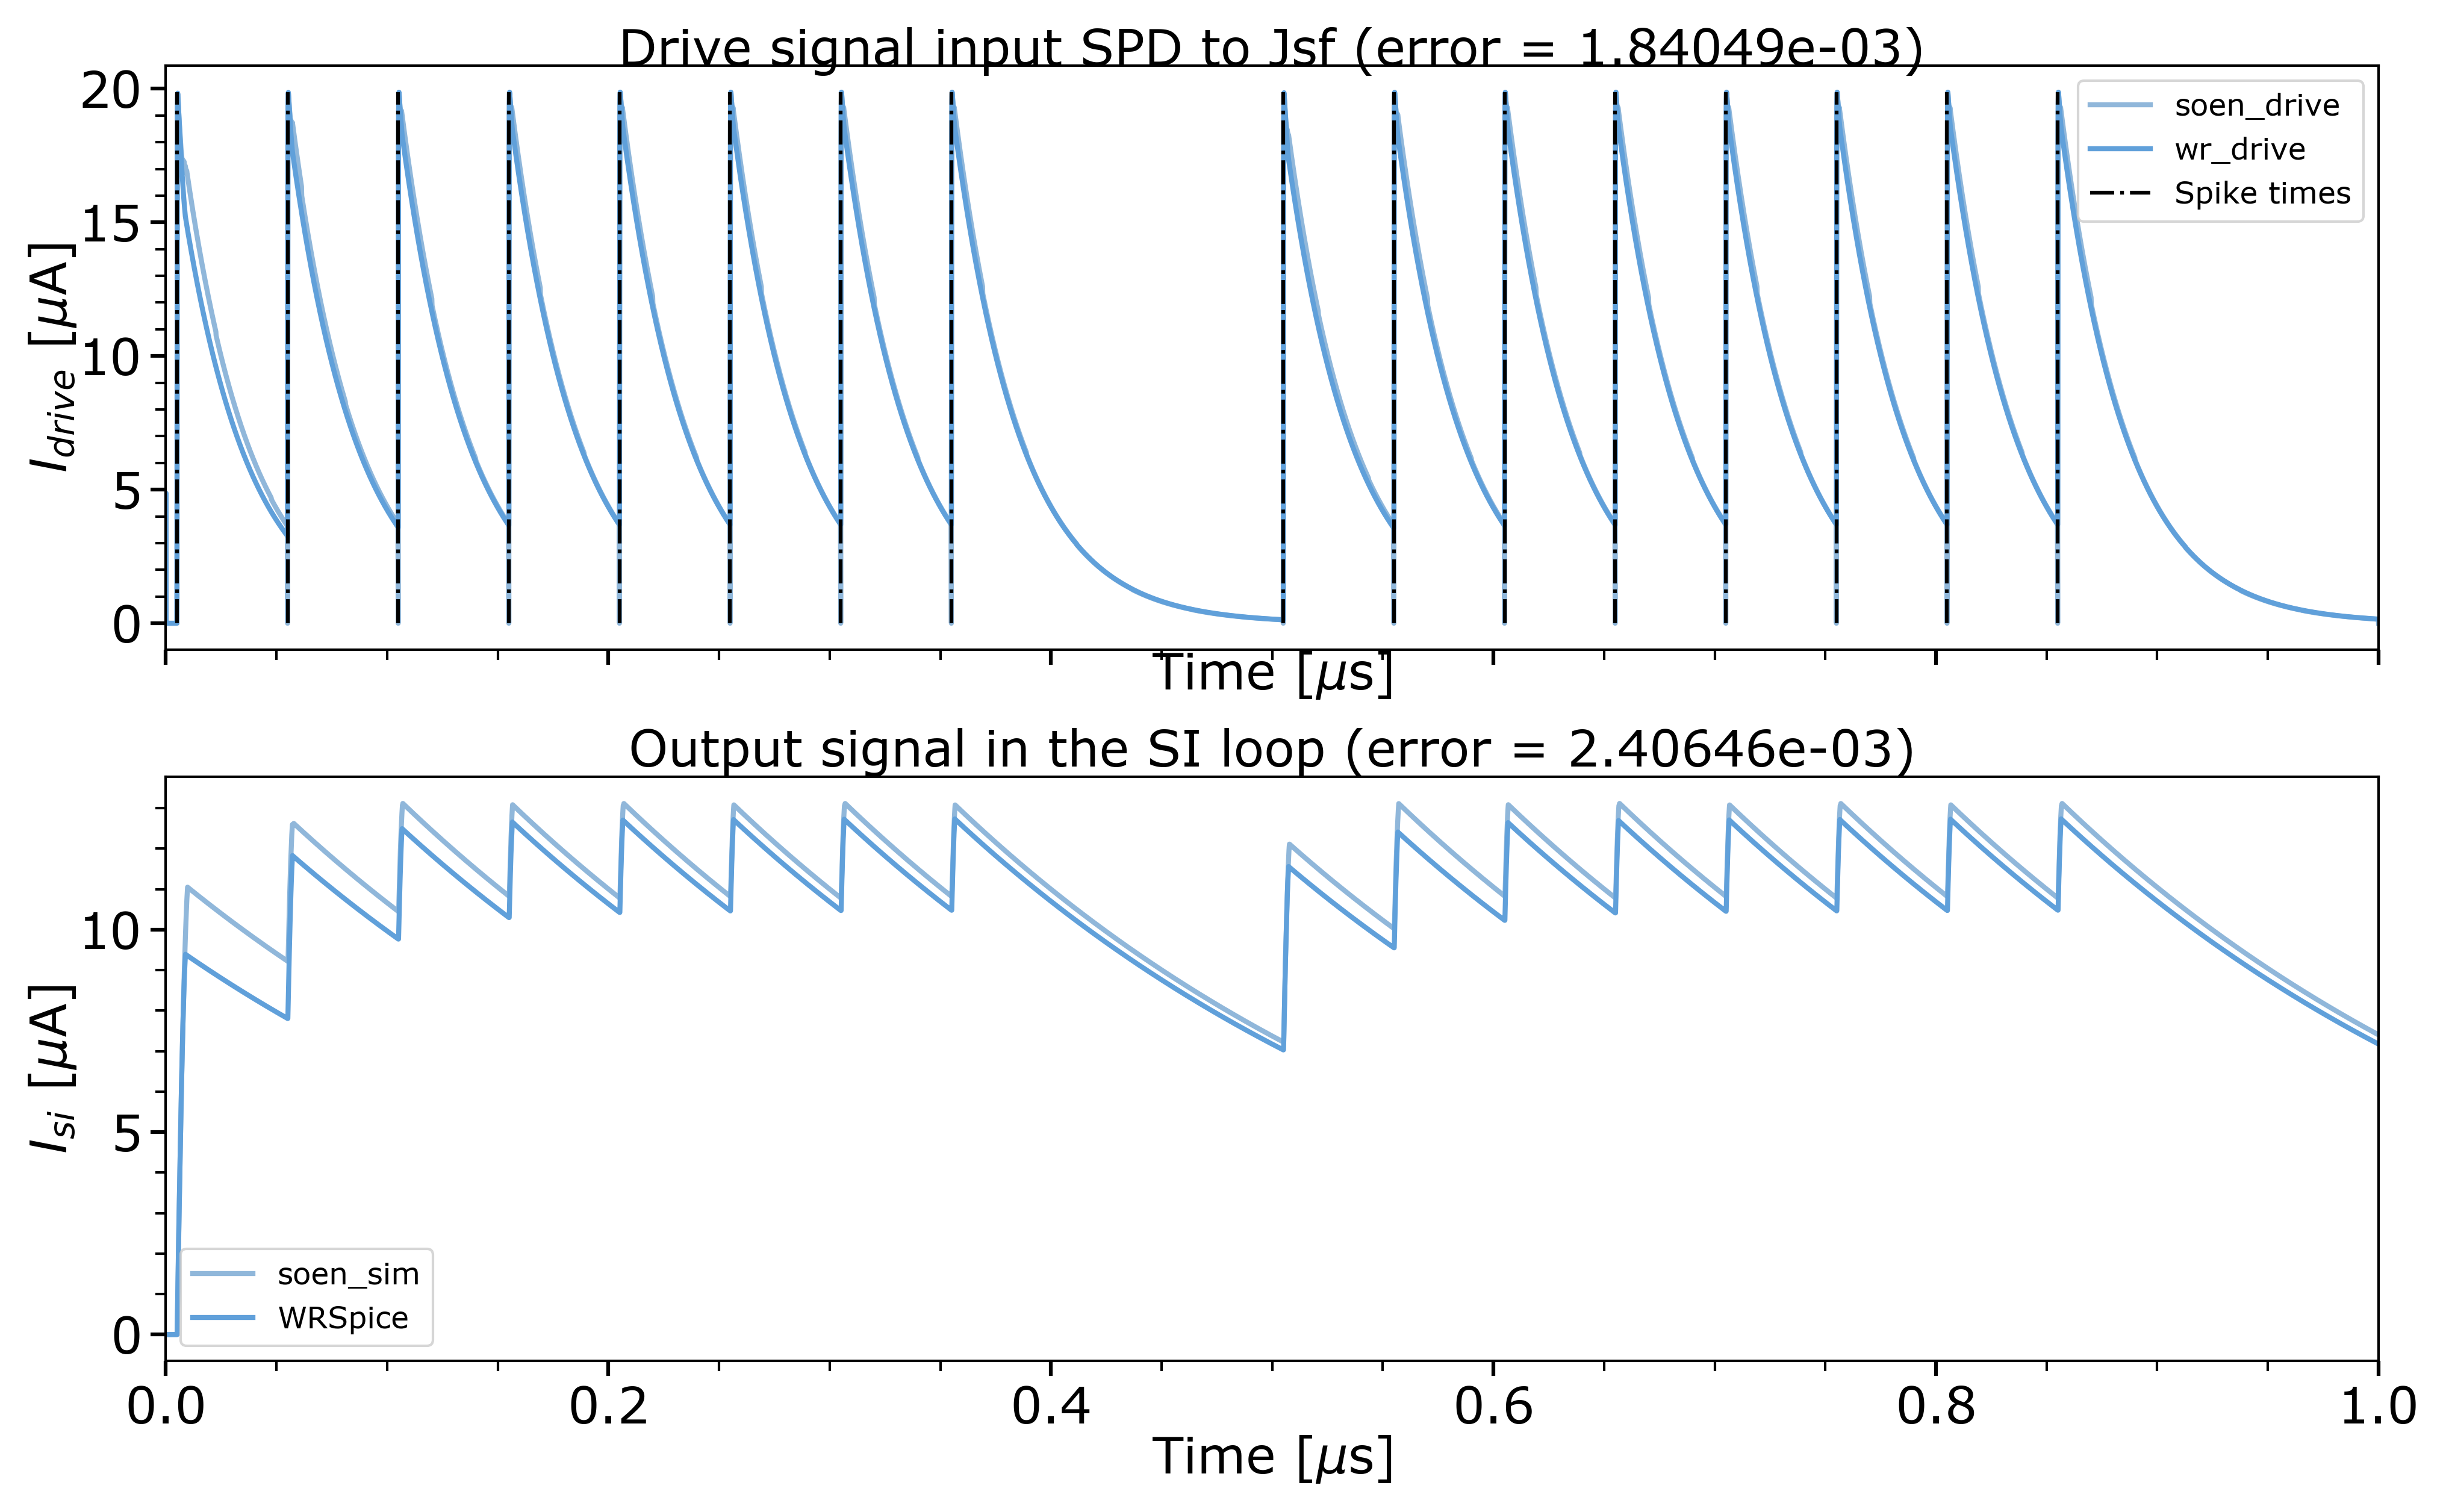 Drive signal input SPD to Jsf (error = 1.84049e-03)
20
15
10
5
0
I_drive [μA]
soen_drive
wr_drive
Spike times
Time [μs]
Output signal in the SI loop (error = 2.40646e-03)
10
5
0
I_si [μA]
soen_sim
WRSpice
0.0 0.2 0.4 0.6 0.8 1.0
Time [μs]